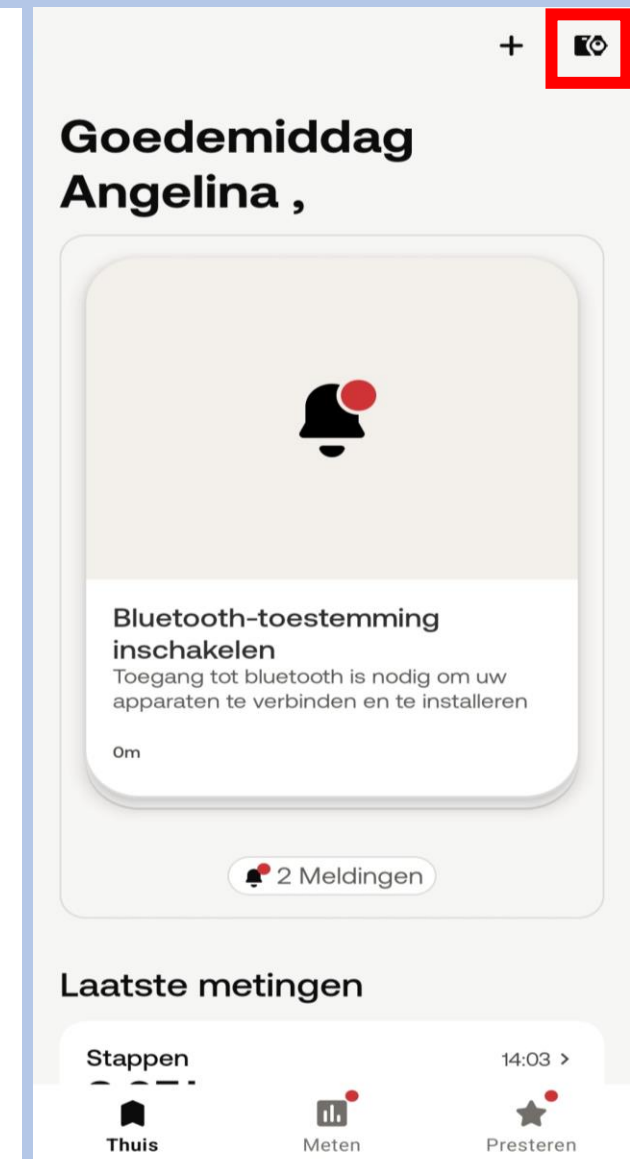 Goedemiddag
Angelina ,
Bluetooth-toestemming
inschakelen
Toegang tot bluetooth is nodig om uw
apparaten te verbinden en te installeren
0m
2 Meldingen
Laatste metingen
Stappen 14:03 >
Thuis Meten Presteren